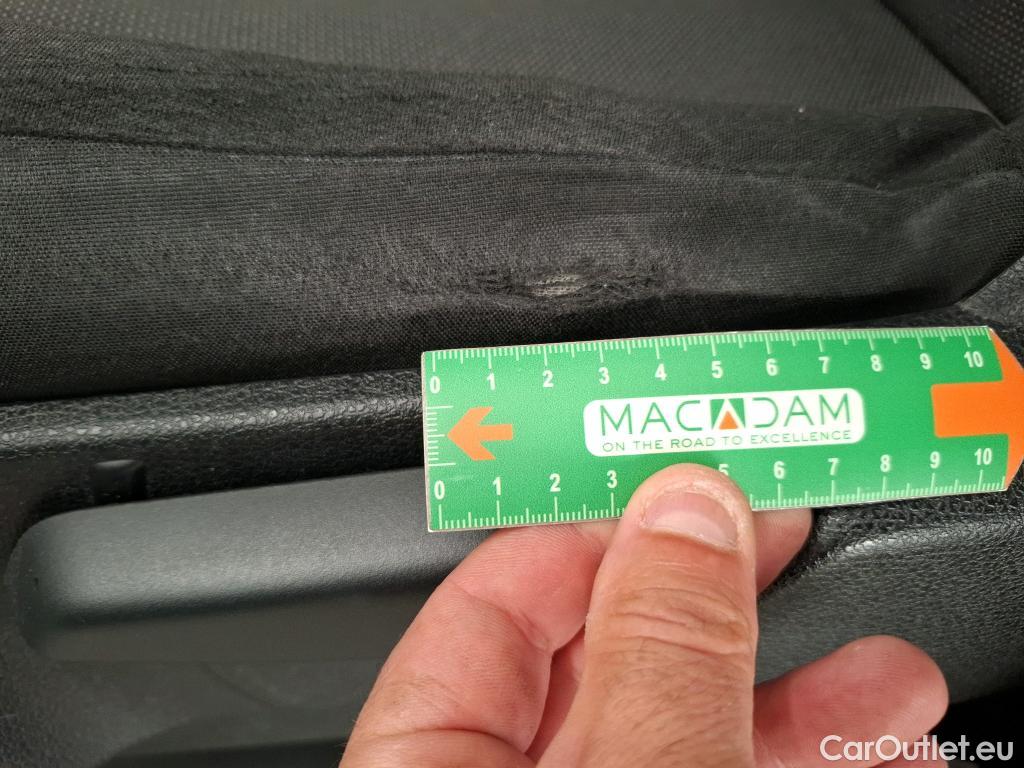 0 1 2 3 4 5 6 7 8 9 10
MACADAM
ON THE ROAD TO EXCELLENCE
0 1 2 3 5 6 7 8 9 10
CarOutlet.eu